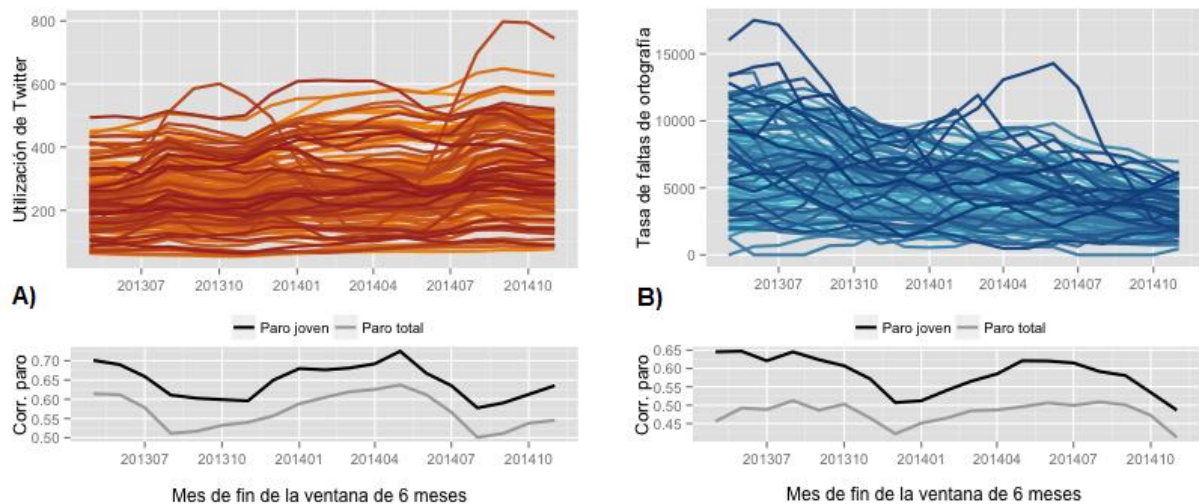 Utilización de Twitter
800
600
400
200
201307 201310 201401 201404 201407 201410
A)
Paro joven Paro total
Corr. paro
0.70
0.65
0.60
0.55
0.50
201307 201310 201401 201404 201407 201410
Mes de fin de la ventana de 6 meses
Tasa de faltas de ortografía
15000
10000
5000
0
201307 201310 201401 201404 201407 201410
B)
Paro joven Paro total
Corr. paro
0.65
0.60
0.55
0.50
0.45
201307 201310 201401 201404 201407 201410
Mes de fin de la ventana de 6 meses